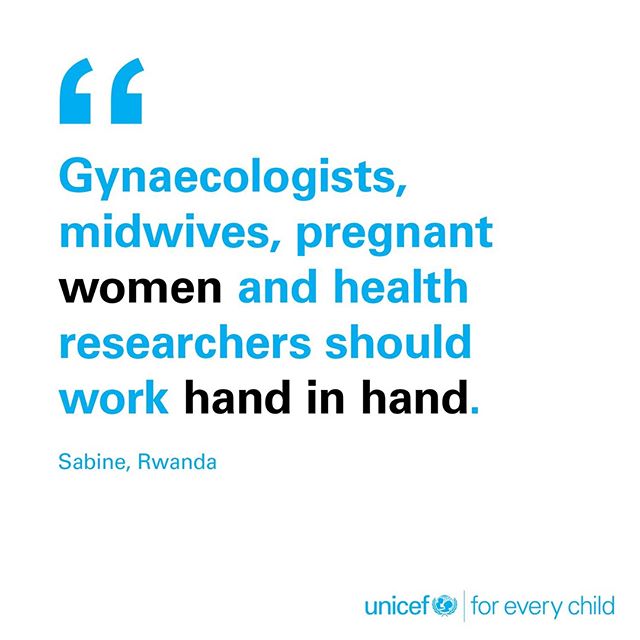 “
Gynaecologists,
midwives, pregnant
women and health
researchers should
work hand in hand.
Sabine, Rwanda
unicef | for every child